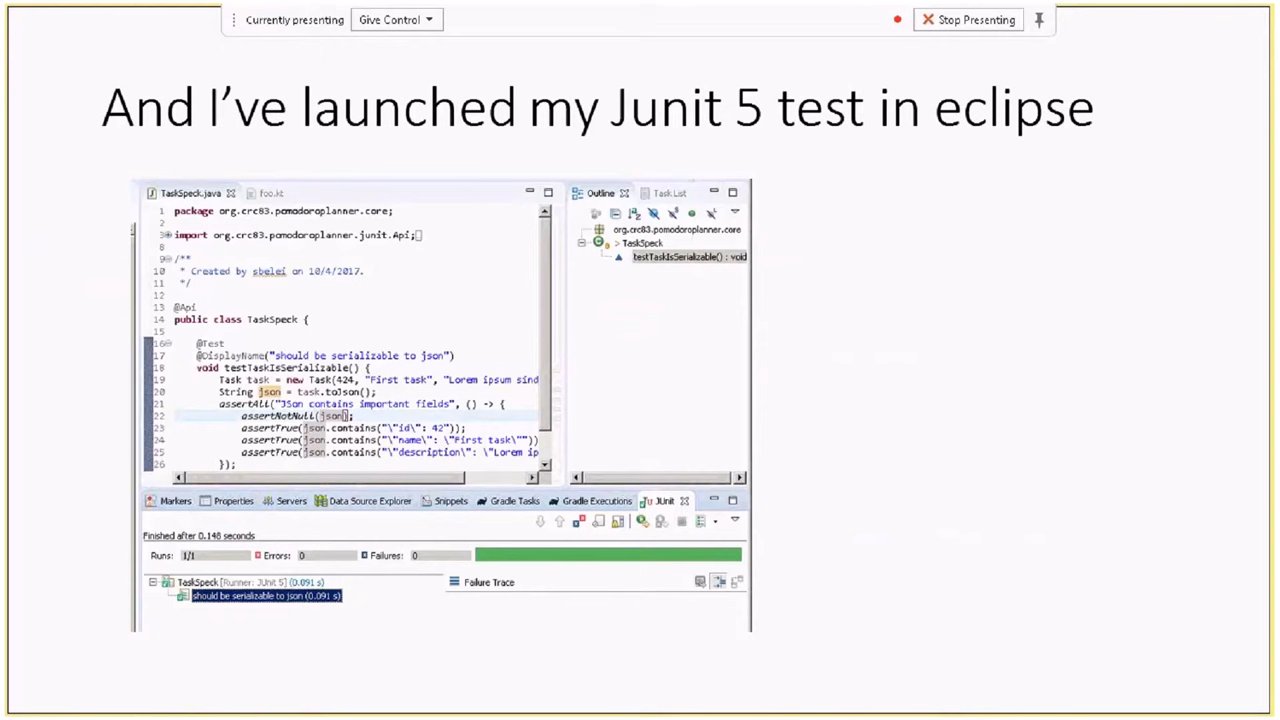 Currently presenting Give Control Stop Presenting
And I've launched my Junit 5 test in eclipse
TaskSpeck.java foo.kt
1 package org.crc83.pomodoroplanner.core;
2
3 import org.crc83.pomodoroplanner.junit.Api;
8
9 /**
10 * Created by sbelei on 10/4/2017.
11 */
12
13 @Api
14 public class TaskSpeck {
15
16 @Test
17 @DisplayName("should be serializable to json")
18 void testTaskIsSerializable() {
19 Task task = new Task(424, "First task", "Lorem ipsum sind
20 String json = task.toJson();
21 assertAll("JSon contains important fields", () -> {
22 assertNotNull(json);
23 assertTrue(json.contains("\"id\": 42"));
24 assertTrue(json.contains("\"name\": \"First task\""))
25 assertTrue(json.contains("\"description\": \"Lorem ip
26 });
Outline Task List
org.crc83.pomodoroplanner.core
> TaskSpeck
testTaskIsSerializable() : void
Markers Properties Servers Data Source Explorer Snippets Gradle Tasks Gradle Executions JUnit
Finished after 0.148 seconds
Runs: 1/1 Errors: 0 Failures: 0
TaskSpeck [Runner: JUnit 5] (0.091 s)
should be serializable to json (0.091 s)
Failure Trace